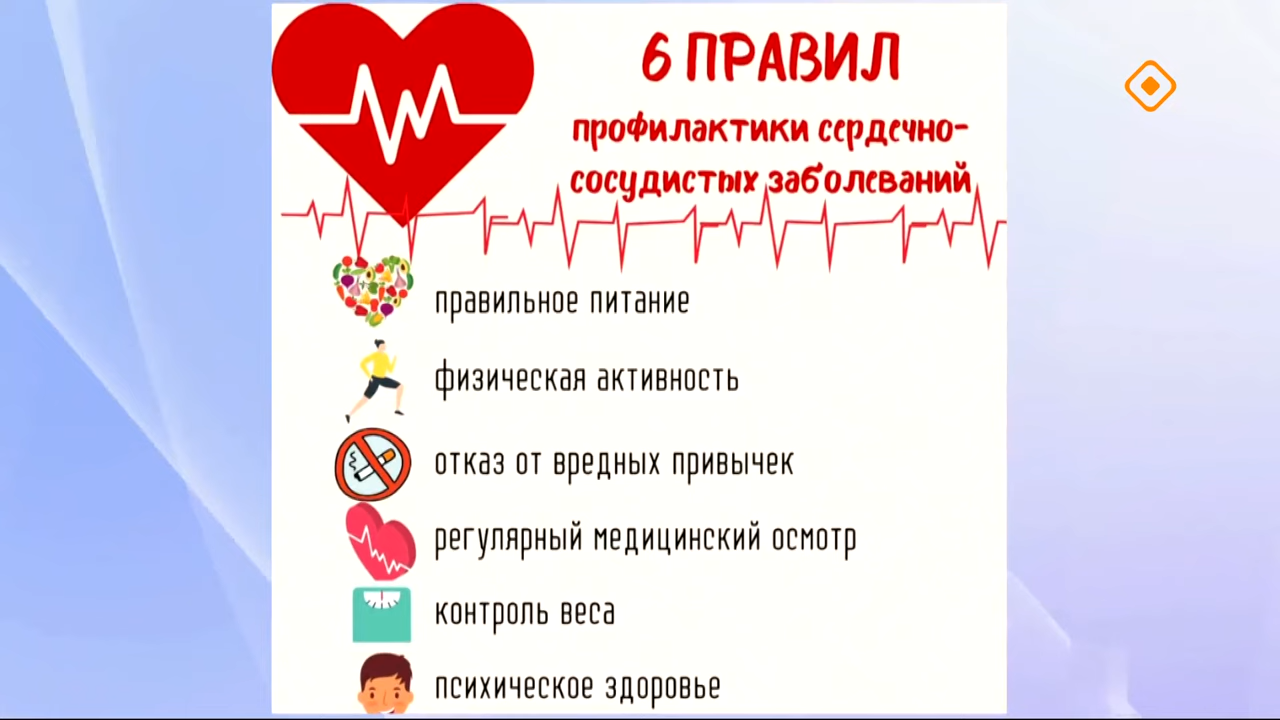 6 ПРАВИЛ
профилактики сердечно-
сосудистых заболеваний
правильное питание
физическая активность
отказ от вредных привычек
регулярный медицинский осмотр
контроль веса
психическое здоровье